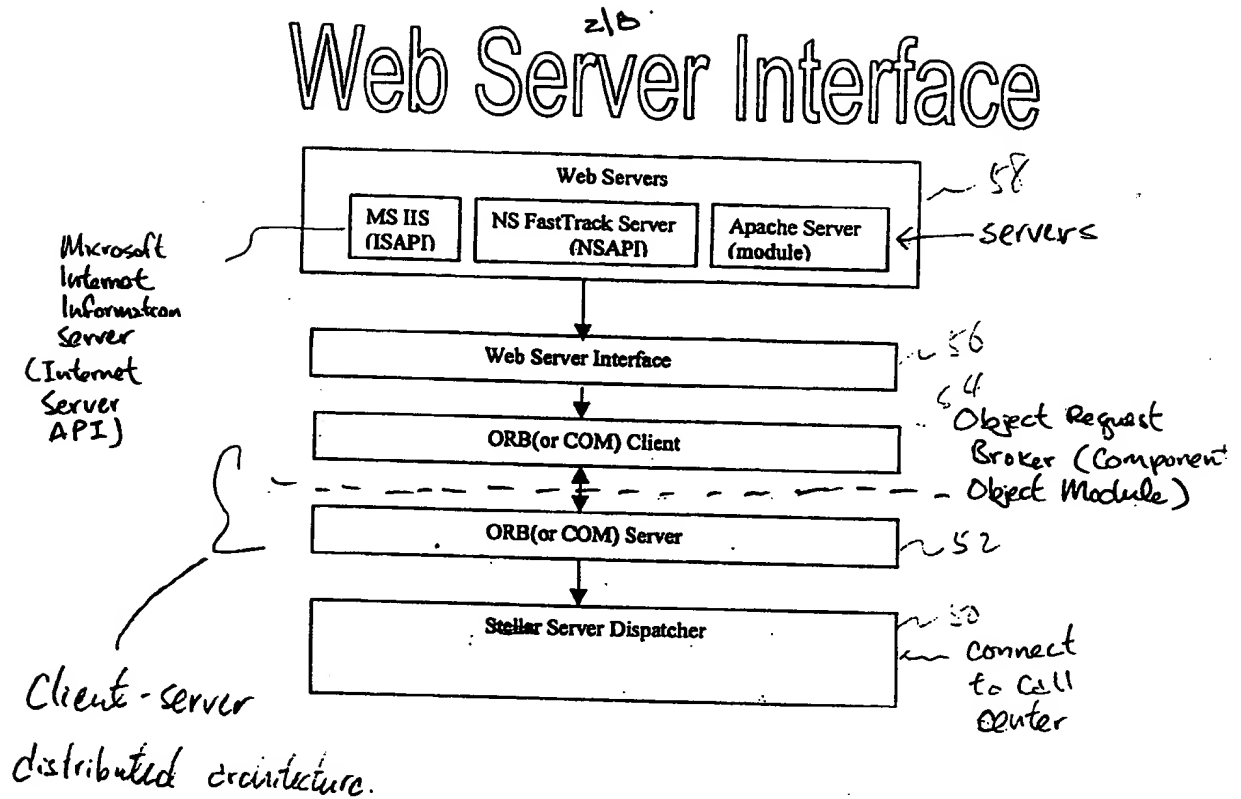 2/8
Web Server Interface
Web Servers
58
MS IIS
(ISAPI)
NS FastTrack Server
(NSAPI)
Apache Server
(module)
servers
Microsoft
Internet
Information
Server
(Internet
Server
API)
Web Server Interface
56
54
ORB(or COM) Client
Object Request
Broker (Component
Object Module)
ORB(or COM) Server
52
Stellar Server Dispatcher
50
connect
to call
center
Client-server
distributed architecture.